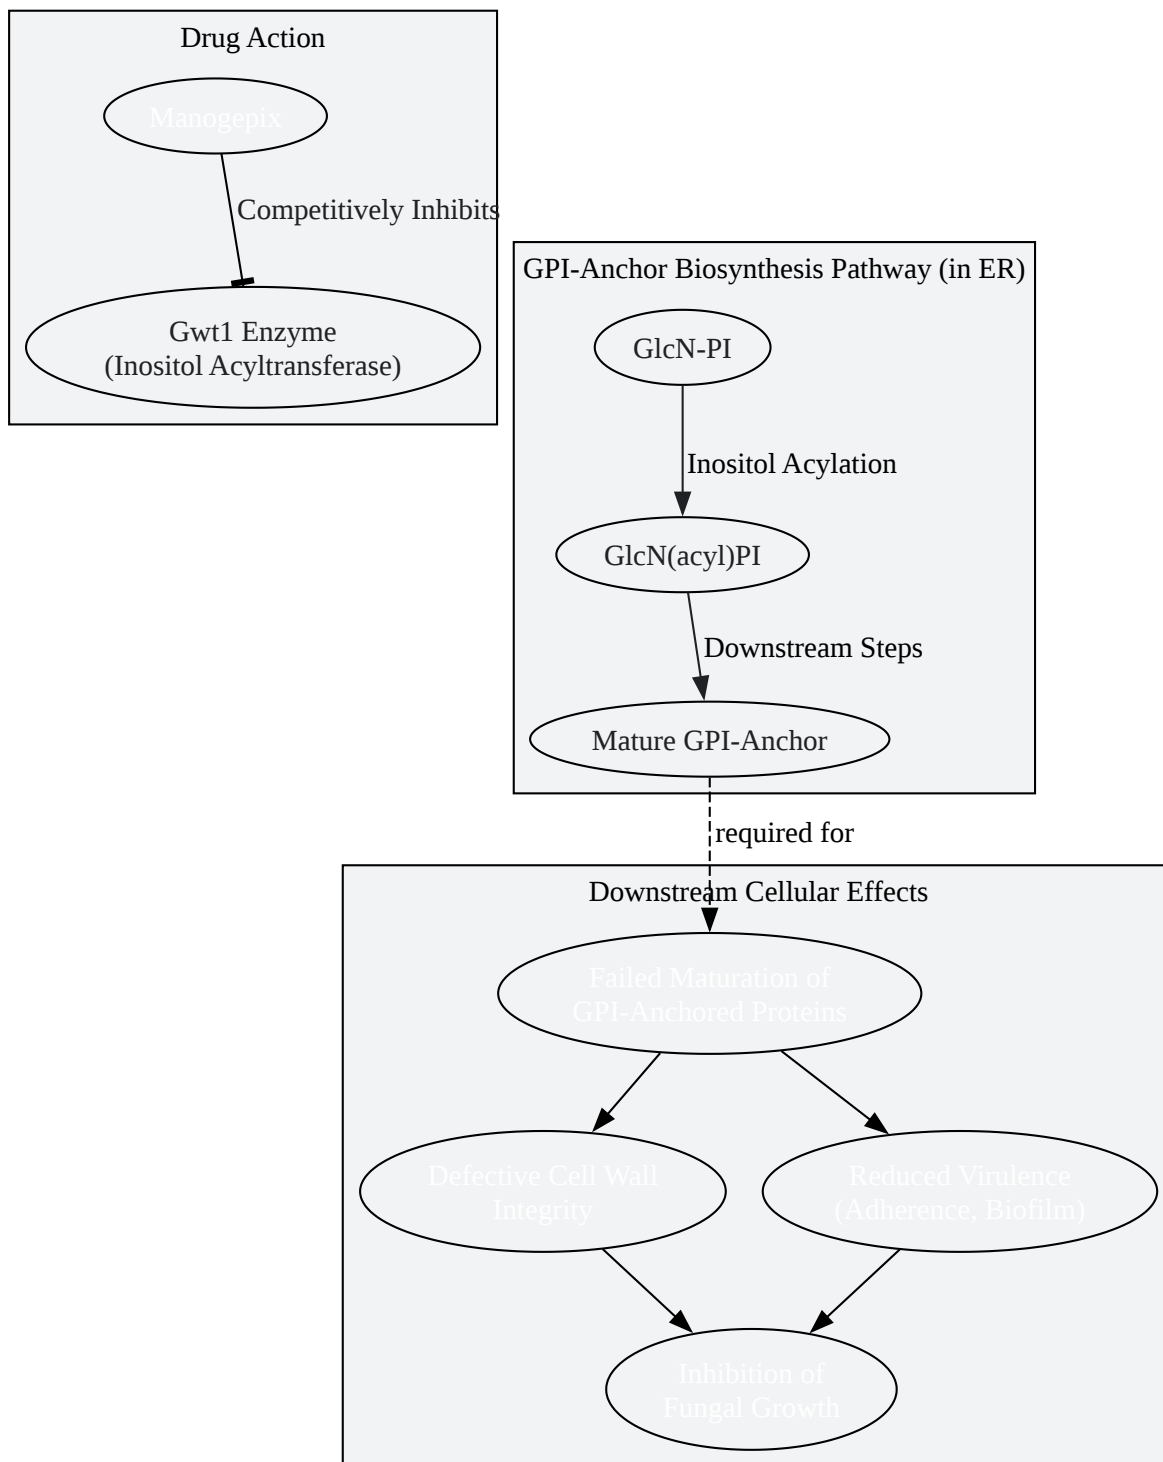 Drug Action
Manogepix
Competitively Inhibits
Gwt1 Enzyme
(Inositol Acyltransferase)
GPI-Anchor Biosynthesis Pathway (in ER)
GlcN-PI
Inositol Acylation
GlcN(acyl)PI
Downstream Steps
Mature GPI-Anchor
required for
Downstream Cellular Effects
Failed Maturation of
GPI-Anchored Proteins
Defective Cell Wall
Integrity
Reduced Virulence
(Adherence, Biofilm)
Inhibition of
Fungal Growth